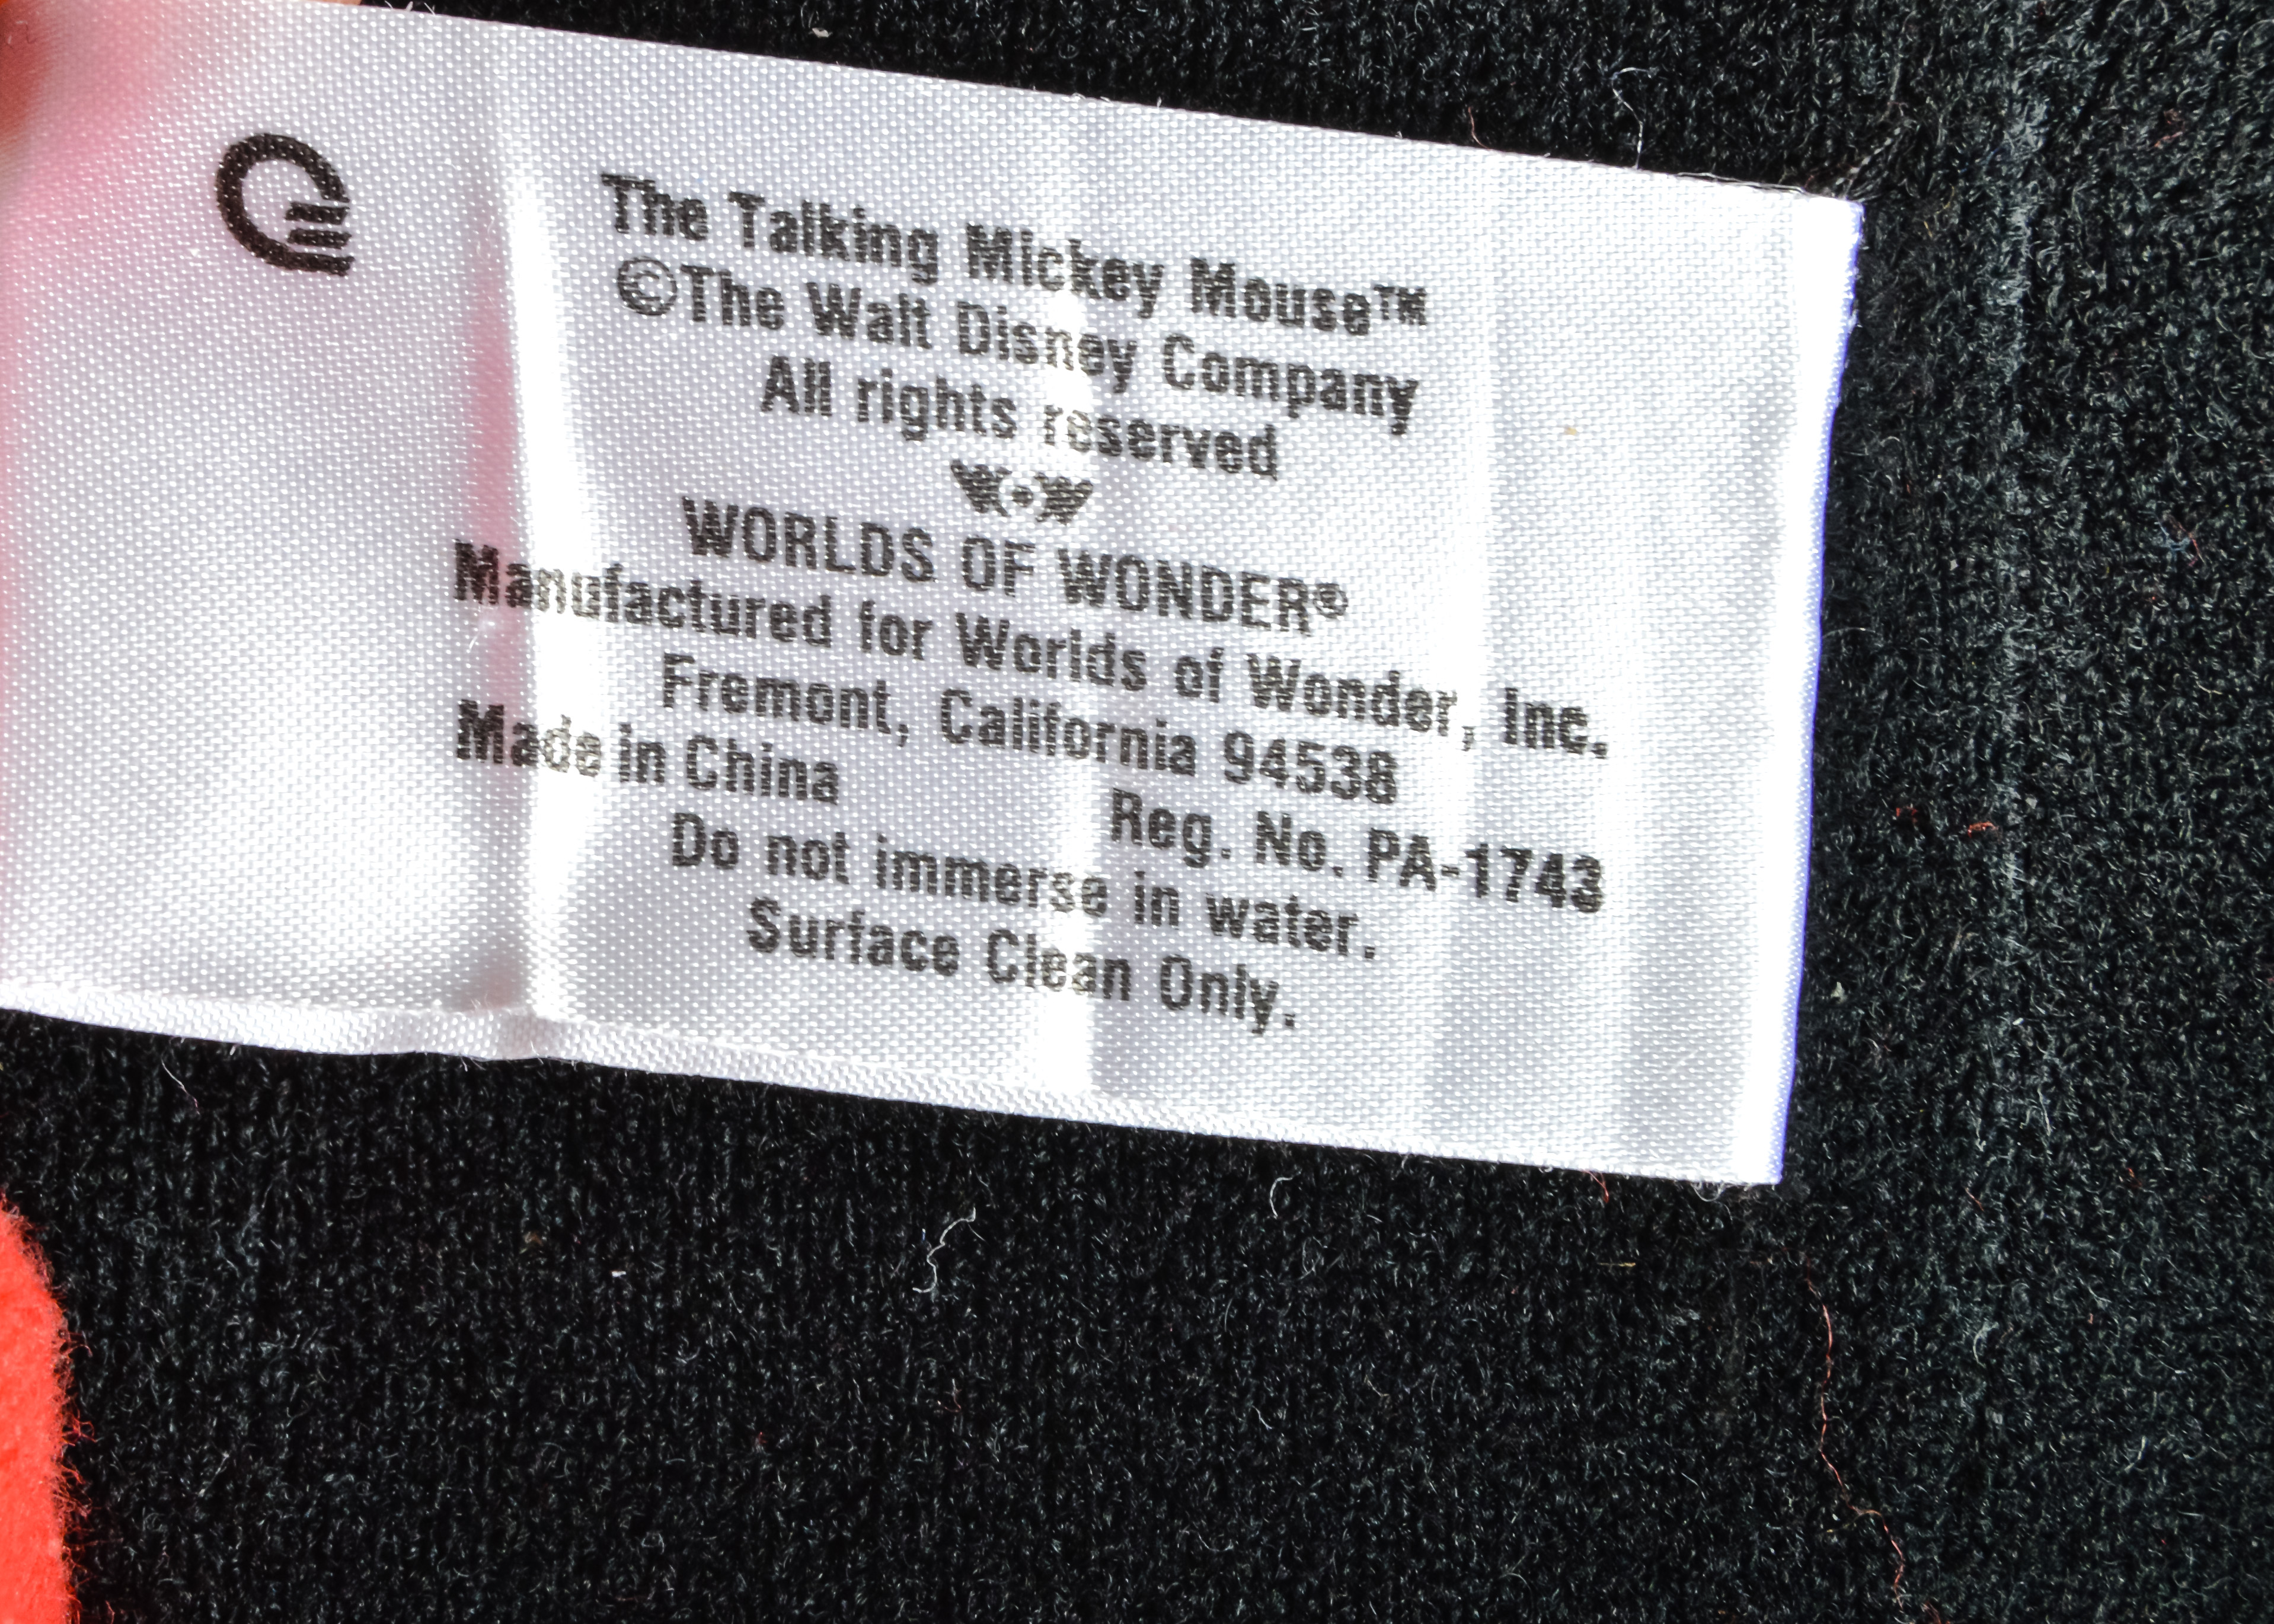 The Talking Mickey Mouse™
©The Walt Disney Company
All rights reserved
WOW
WORLDS OF WONDER®
Manufactured for Worlds of Wonder, Inc.
Fremont, California 94538
Made in China Reg. No. PA-1743
Do not immerse in water.
Surface Clean Only.